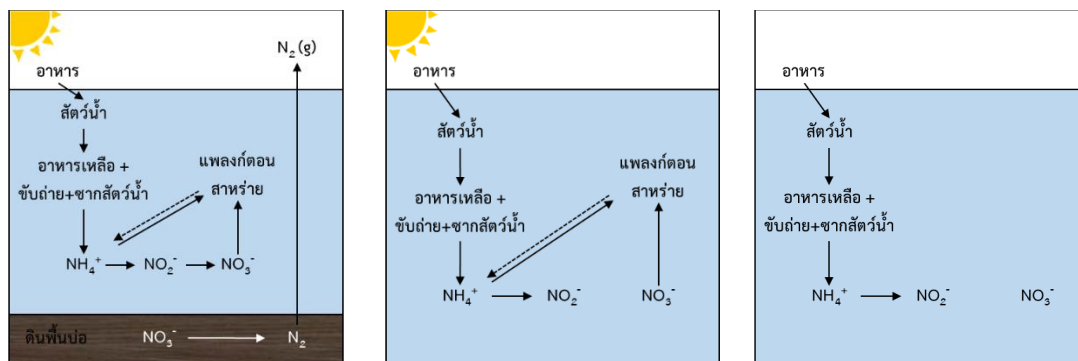 N₂(g)
อาหาร
สัตว์น้ำ
อาหารเหลือ +
ขับถ่าย+ซากสัตว์น้ำ
แพลงก์ตอน
สาหร่าย
NH₄⁺ NO₂⁻ NO₃⁻
ดินพื้นบ่อ NO₃⁻ N₂
อาหาร
สัตว์น้ำ
แพลงก์ตอน
สาหร่าย
อาหารเหลือ +
ขับถ่าย+ซากสัตว์น้ำ
NH₄⁺ NO₂⁻ NO₃⁻
อาหาร
สัตว์น้ำ
อาหารเหลือ +
ขับถ่าย+ซากสัตว์น้ำ
NH₄⁺ NO₂⁻ NO₃⁻